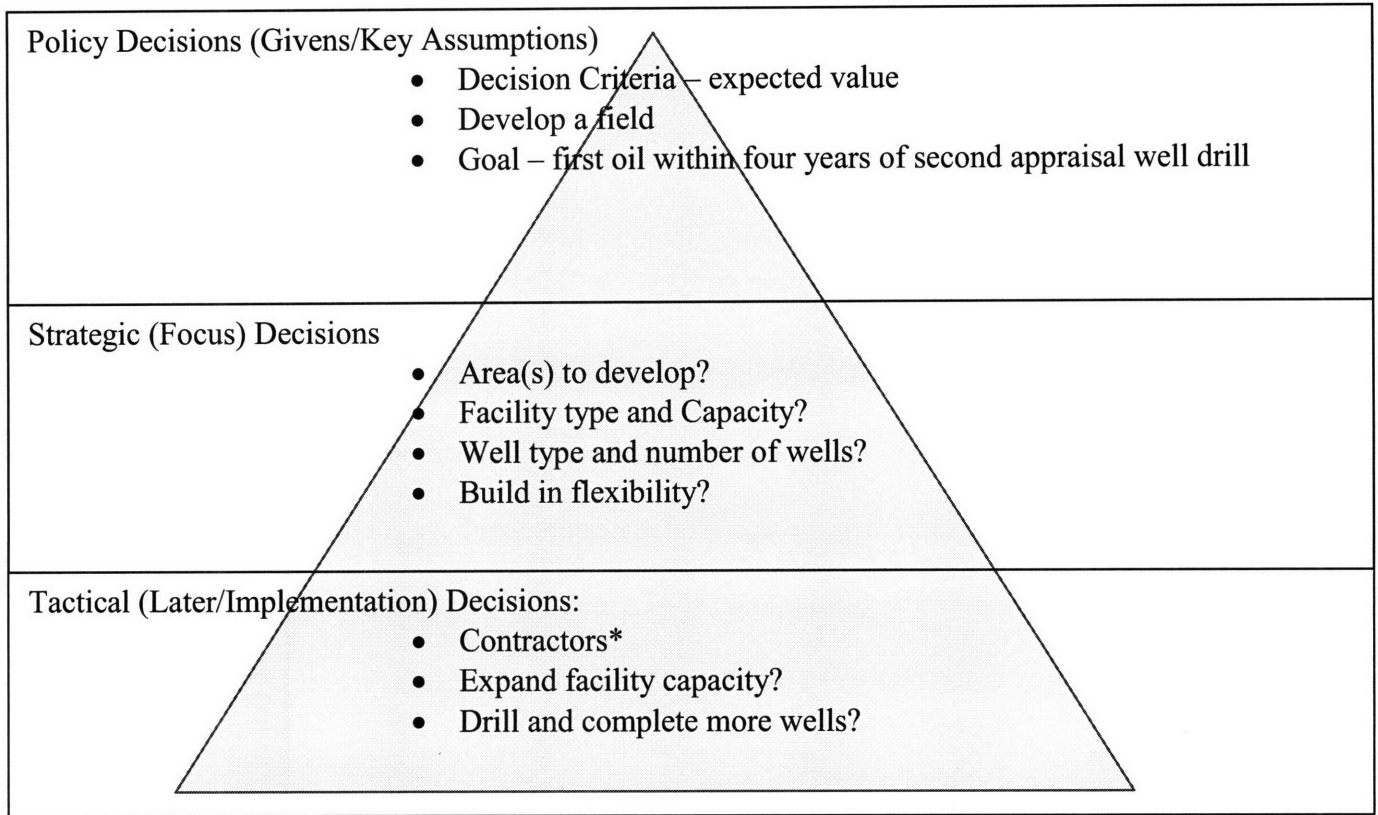 Policy Decisions (Givens/Key Assumptions)
• Decision Criteria – expected value
• Develop a field
• Goal – first oil within four years of second appraisal well drill
Strategic (Focus) Decisions
• Area(s) to develop?
• Facility type and Capacity?
• Well type and number of wells?
• Build in flexibility?
Tactical (Later/Implementation) Decisions:
• Contractors*
• Expand facility capacity?
• Drill and complete more wells?